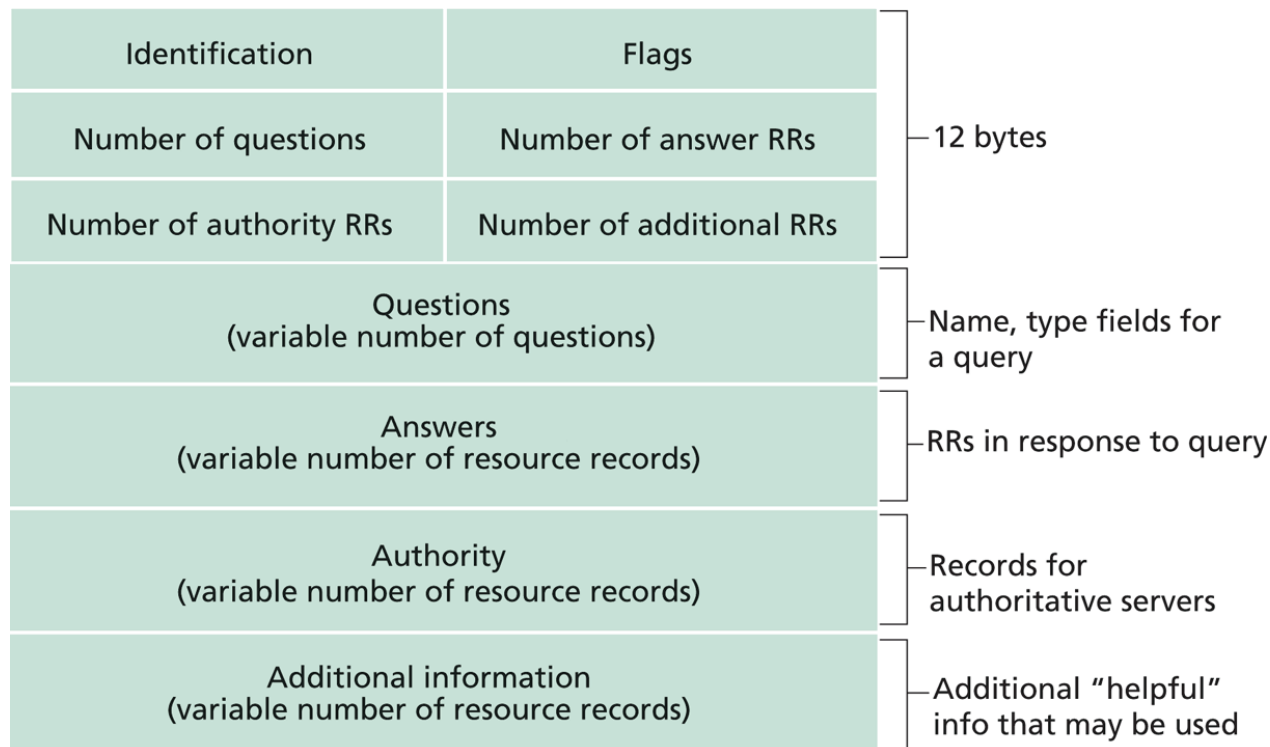 Identification
Flags
Number of questions
Number of answer RRs
12 bytes
Number of authority RRs
Number of additional RRs
Questions
(variable number of questions)
Name, type fields for
a query
Answers
(variable number of resource records)
RRs in response to query
Authority
(variable number of resource records)
Records for
authoritative servers
Additional information
(variable number of resource records)
Additional “helpful”
info that may be used